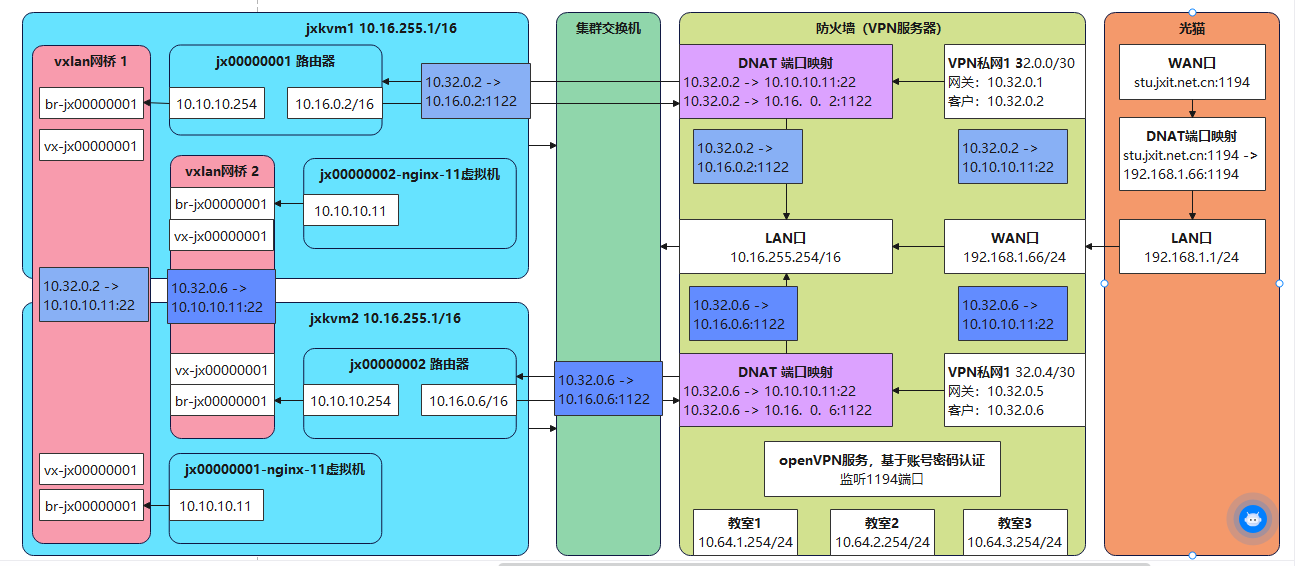 jxkvm1 10.16.255.1/16
vxlan网桥 1
br-jx00000001
vx-jx00000001
jx00000001 路由器
10.10.10.254
10.16.0.2/16
10.32.0.2 ->
10.16.0.2:1122
vxlan网桥 2
br-jx00000001
vx-jx00000001
jx00000002-nginx-11虚拟机
10.10.10.11
10.32.0.2 ->
10.10.10.11:22
10.32.0.6 ->
10.10.10.11:22
jxkvm2 10.16.255.1/16
vx-jx00000001
br-jx00000001
jx00000002 路由器
10.10.10.254
10.16.0.6/16
vx-jx00000001
br-jx00000001
jx00000001-nginx-11虚拟机
10.10.10.11
集群交换机
10.32.0.6 ->
10.16.0.6:1122
防火墙（VPN服务器）
DNAT 端口映射
10.32.0.2 -> 10.10.10.11:22
10.32.0.2 -> 10.16．0．2:1122
VPN私网1 32.0.0/30
网关：10.32.0.1
客户：10.32.0.2
10.32.0.2 ->
10.16.0.2:1122
10.32.0.2 ->
10.10.10.11:22
LAN口
10.16.255.254/16
WAN口
192.168.1.66/24
10.32.0.6 ->
10.16.0.6:1122
10.32.0.6 ->
10.10.10.11:22
DNAT 端口映射
10.32.0.6 -> 10.10.10.11:22
10.32.0.6 -> 10.16．0．6:1122
VPN私网1 32.0.4/30
网关：10.32.0.5
客户：10.32.0.6
openVPN服务，基于账号密码认证
监听1194端口
教室1
10.64.1.254/24
教室2
10.64.2.254/24
教室3
10.64.3.254/24
光猫
WAN口
stu.jxit.net.cn:1194
DNAT端口映射
stu.jxit.net.cn:1194 ->
192.168.1.66:1194
LAN口
192.168.1.1/24